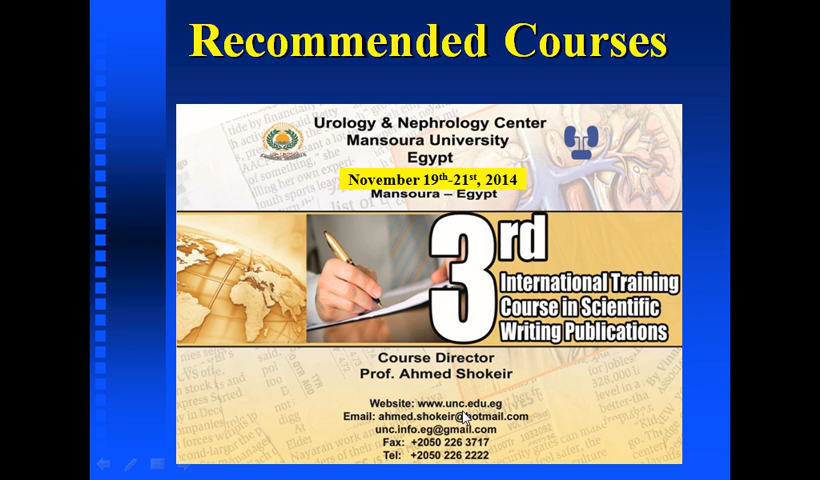 Recommended Courses
Urology & Nephrology Center
Mansoura University
Egypt
November 19th-21st, 2014
Mansoura – Egypt
3rd
International Training
Course in Scientific
Writing Publications
Course Director
Prof. Ahmed Shokeir
Website: www.unc.edu.eg
Email: ahmed.shokeir@hotmail.com
unc.info.eg@gmail.com
Fax: +2050 226 3717
Tel: +2050 226 2222